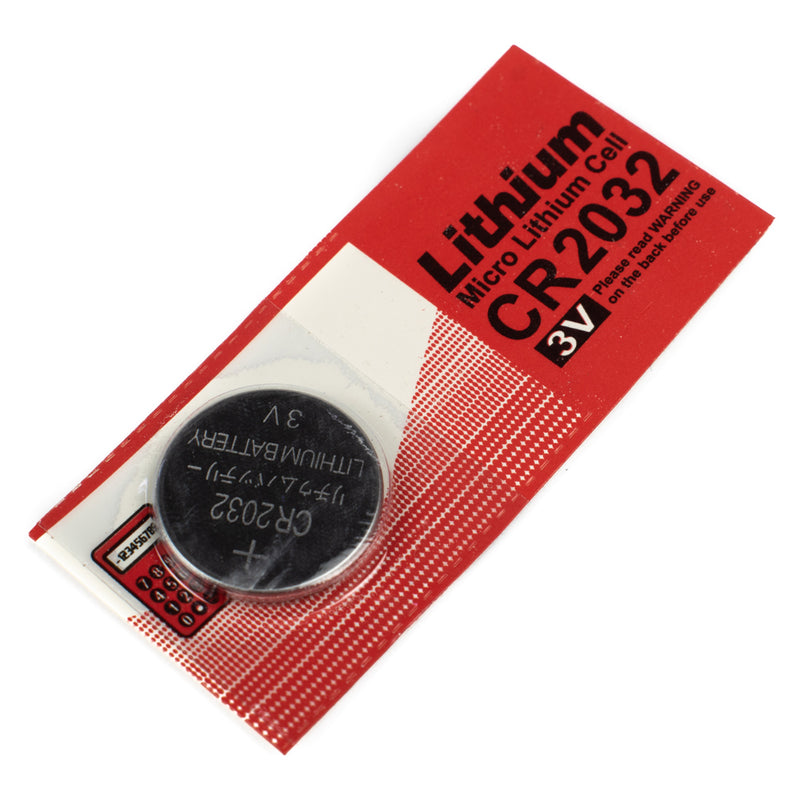 Lithium
Micro Lithium Cell
CR2032
3V
Please read WARNING
on the back before use
+
CR2032
リチウムバッテリー
LITHIUM BATTERY
3V